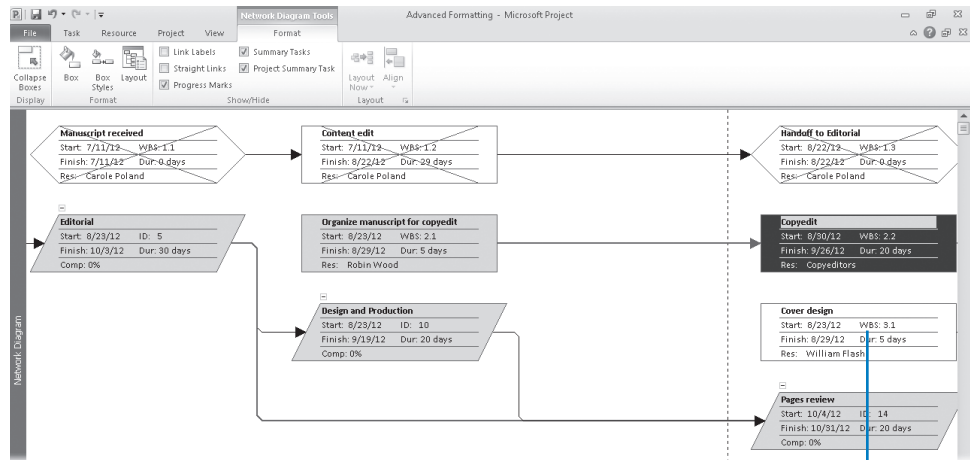 Network Diagram Tools
Advanced Formatting - Microsoft Project
File Task Resource Project View Format
Collapse Boxes
Display
Box
Box Styles
Layout
Format
Link Labels
Straight Links
Progress Marks
Summary Tasks
Project Summary Task
Show/Hide
Layout Now
Align
Layout
Network Diagram
Manuscript received
Start: 7/11/12 WBS: 1.1
Finish: 7/11/12 Dur: 0 days
Res: Carole Poland
Content edit
Start: 7/11/12 WBS: 1.2
Finish: 8/22/12 Dur: 29 days
Res: Carole Poland
Handoff to Editorial
Start: 8/22/12 WBS: 1.3
Finish: 8/22/12 Dur: 0 days
Res: Carole Poland
Editorial
Start: 8/23/12 ID: 5
Finish: 10/3/12 Dur: 30 days
Comp: 0%
Organize manuscript for copyedit
Start: 8/23/12 WBS: 2.1
Finish: 8/29/12 Dur: 5 days
Res: Robin Wood
Copyedit
Start: 8/30/12 WBS: 2.2
Finish: 9/26/12 Dur: 20 days
Res: Copyeditors
Design and Production
Start: 8/23/12 ID: 10
Finish: 9/19/12 Dur: 20 days
Comp: 0%
Cover design
Start: 8/23/12 WBS: 3.1
Finish: 8/29/12 Dur: 5 days
Res: William Flash
Pages review
Start: 10/4/12 ID: 14
Finish: 10/31/12 Dur: 20 days
Comp: 0%